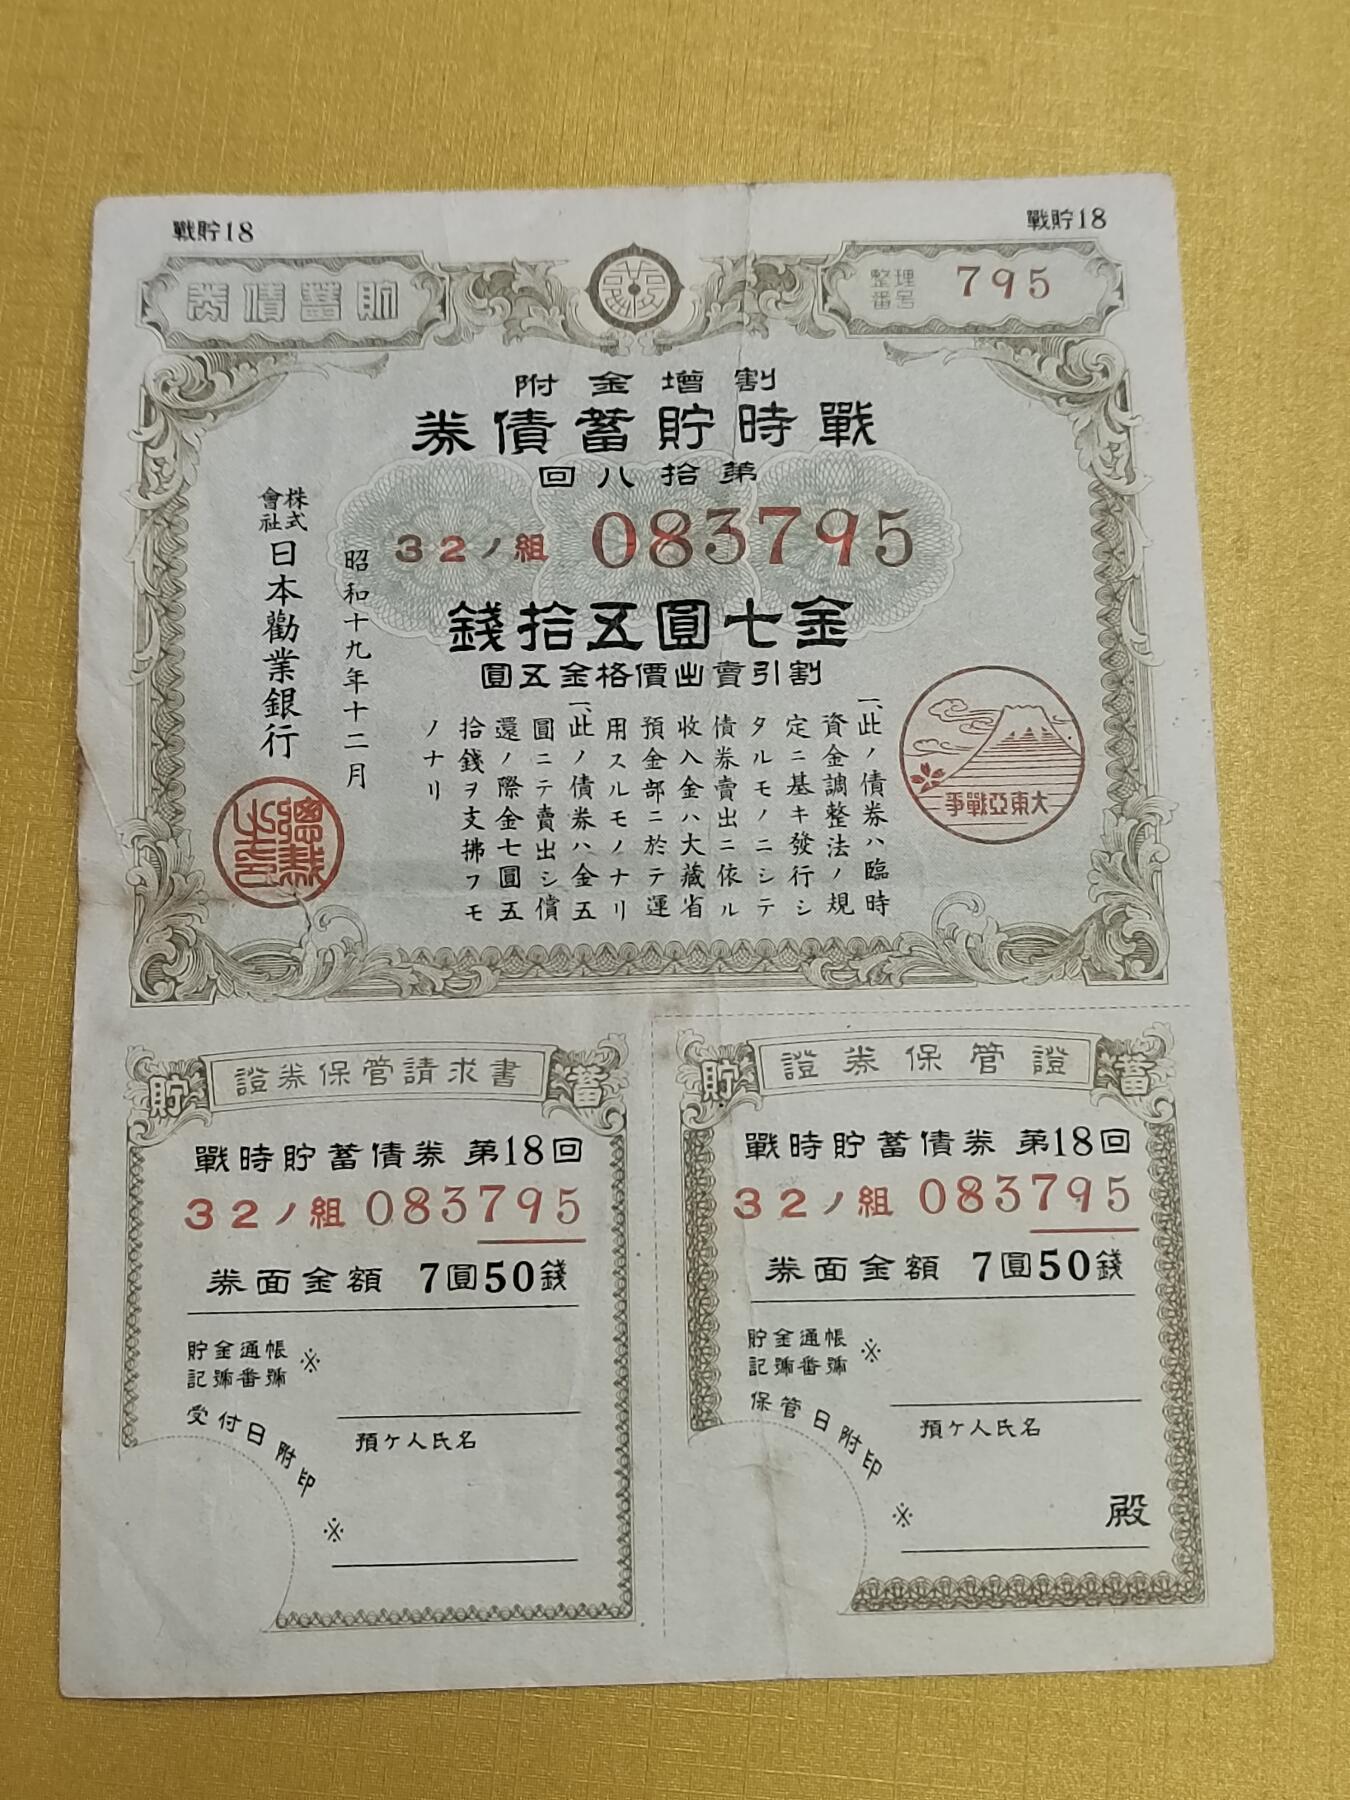 戰貯18
戰貯18
貯蓄債券
整理番号 795
割增金附
戰時貯蓄債券
第拾八回
32ノ組 083795
金七圓五拾錢
割引賣出價格金五圓
大東亞戰爭
一、此ノ債券ハ臨時
資金調整法ノ規
定ニ基キ發行シ
タルモノニシテ
債券賣出ニ依ル
收入金ハ大藏省
預金部ニ於テ運
用スルモノナリ
一、此ノ債券ハ金五
圓ニテ賣出シ償
還ノ際金七圓五
拾錢ヲ支拂フモ
ノナリ
昭和十九年十二月
株式會社日本勸業銀行
總裁之印
貯 證券保管請求書 蓄
戰時貯蓄債券 第18回
32ノ組 083795
券面金額 7圓50錢
貯金通帳
記號番號 ※
受付日附印
預ケ人氏名
※
貯 證券保管證 蓄
戰時貯蓄債券 第18回
32ノ組 083795
券面金額 7圓50錢
貯金通帳
記號番號 ※
保管日附印
預ケ人氏名
※ 殿